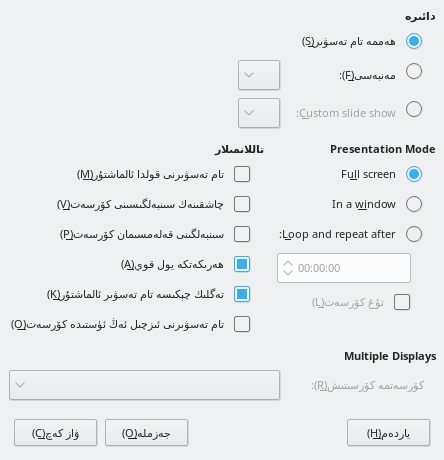 دائىرە
ھەممە تام تەسۋىر(S)
مەنبەسى(F):
Custom slide show:
Presentation Mode
Full screen
In a window
Loop and repeat after:
00:00:00
تۇغ كۆرسەت(L)
تاللانمىلار
تام تەسۋىرنى قولدا ئالماشتۇر(M)
چاشقىنەك سىنبەلگىسىنى كۆرسەت(V)
سىنبەلگىنى قەلەمسىمان كۆرسەت(P)
ھەرىكەتكە يول قوي(A)
تەگلىك چېكىسە تام تەسۋىر ئالماشتۇر(K)
تام تەسۋىرنى ئىزچىل ئەڭ ئۈستىدە كۆرسەت(O)
Multiple Displays
كۆرسەتمە كۆرسىتىش(R):
ياردەم(H)
جەزملە(O)
ۋاز كەچ(C)